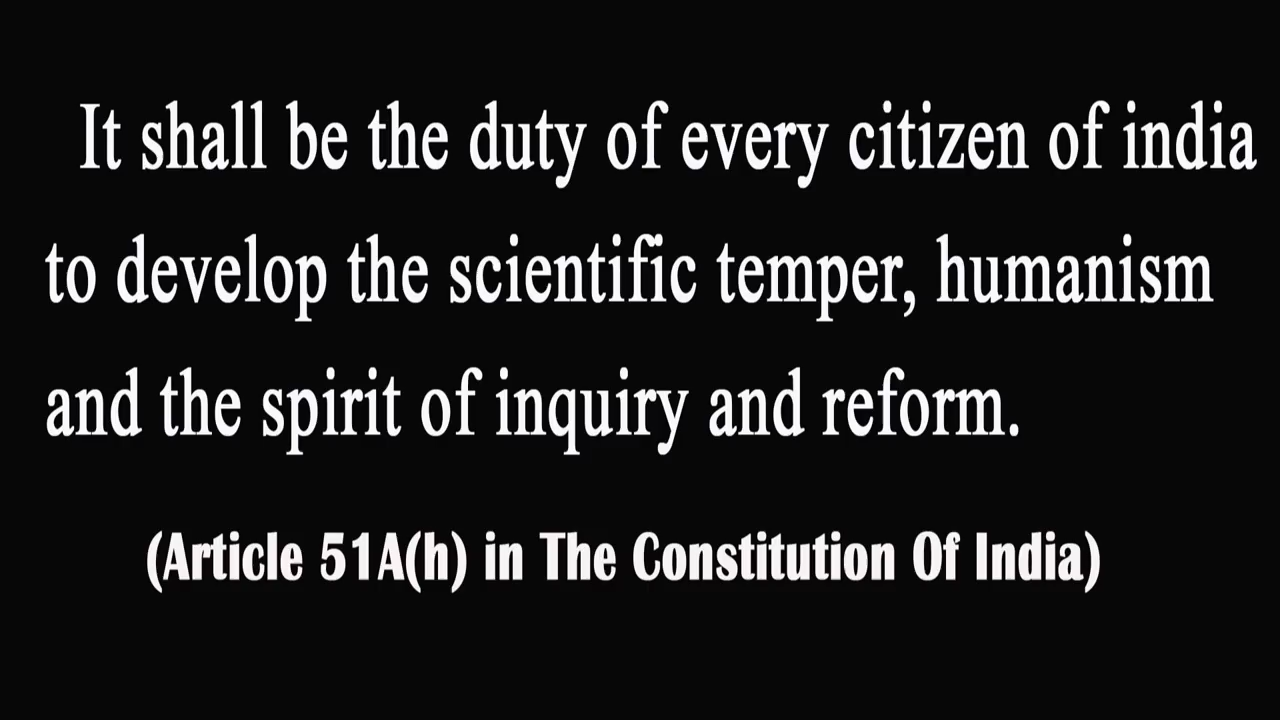 It shall be the duty of every citizen of india
to develop the scientific temper, humanism
and the spirit of inquiry and reform.
(Article 51A(h) in The Constitution Of India)